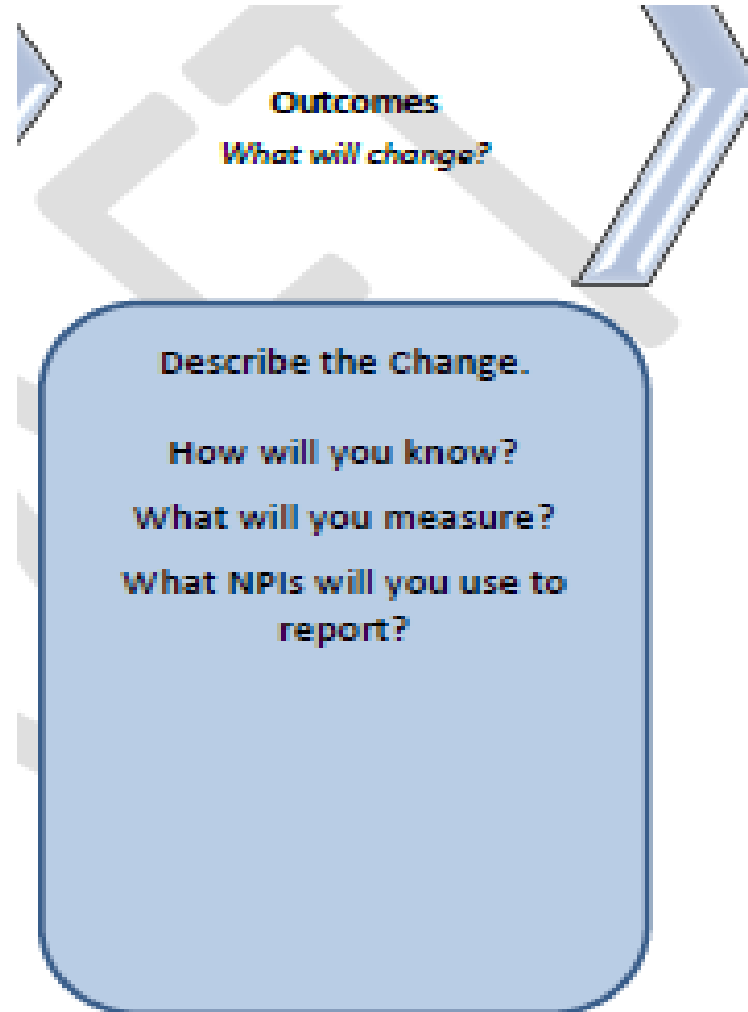 Outcomes
What will change?
Describe the Change.
How will you know?
What will you measure?
What NPIs will you use to
report?